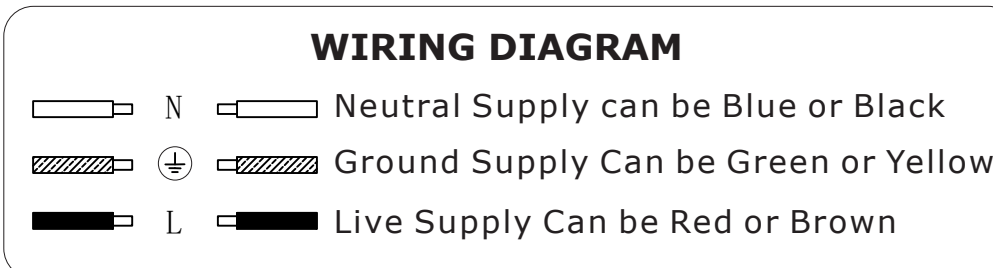 WIRING DIAGRAM
N Neutral Supply can be Blue or Black
Ground Supply Can be Green or Yellow
L Live Supply Can be Red or Brown